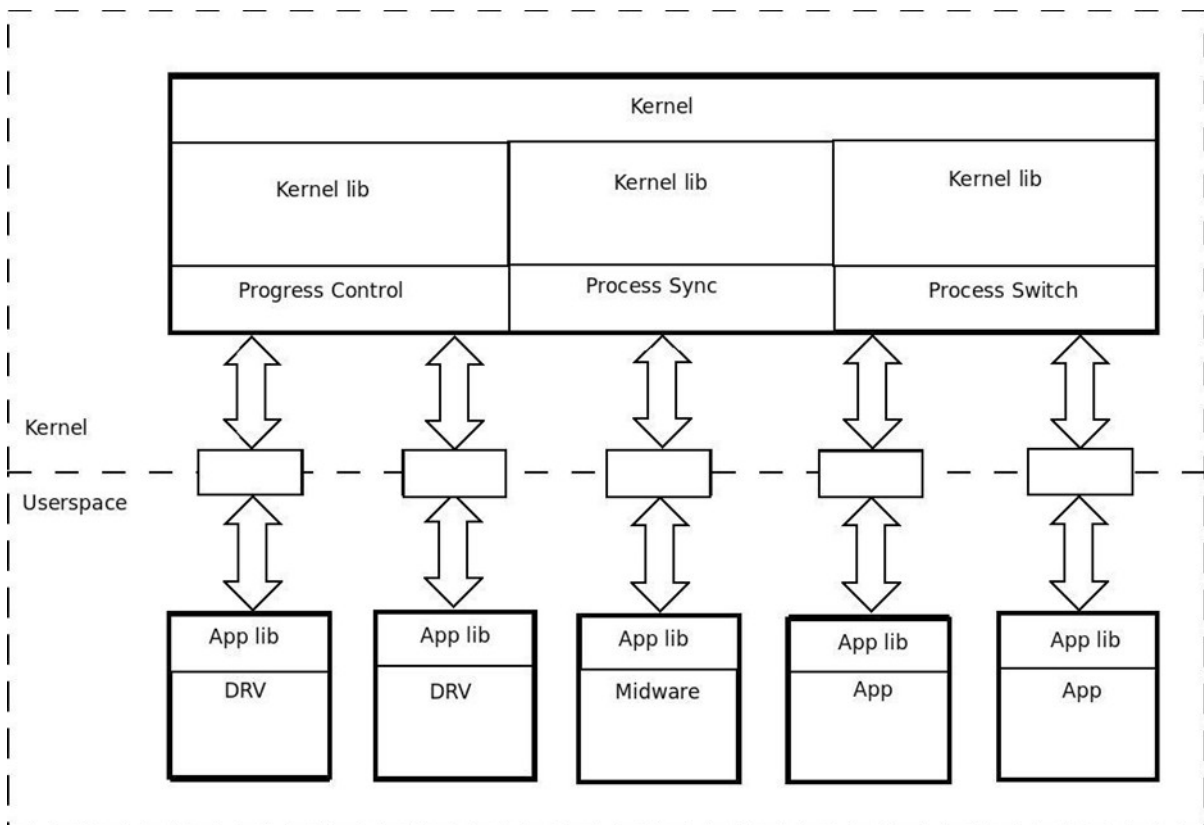 Kernel
Kernel lib
Kernel lib
Kernel lib
Progress Control
Process Sync
Process Switch
Kernel
Userspace
App lib
App lib
App lib
App lib
App lib
DRV
DRV
Midware
App
App